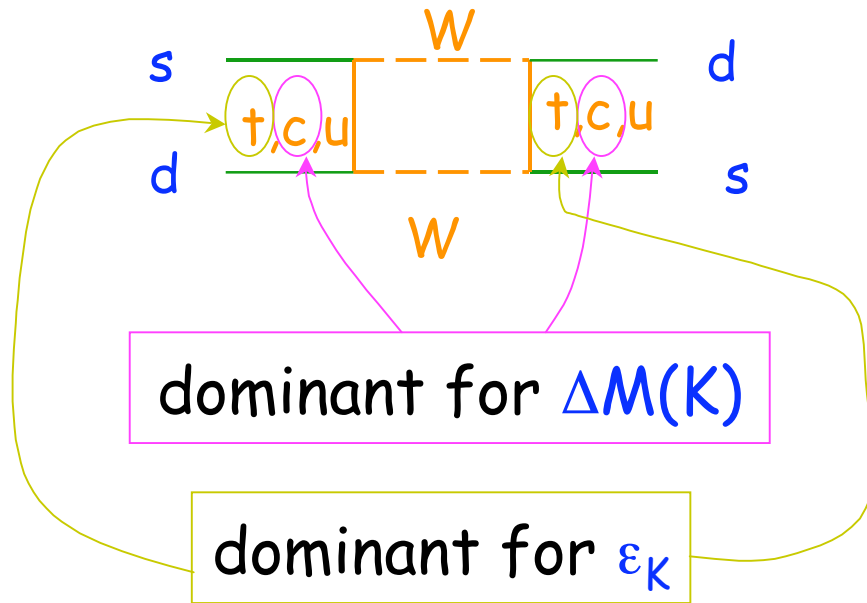 W
s
d
t,c,u
t,c,u
d
s
W
dominant for ΔM(K)
dominant for εK